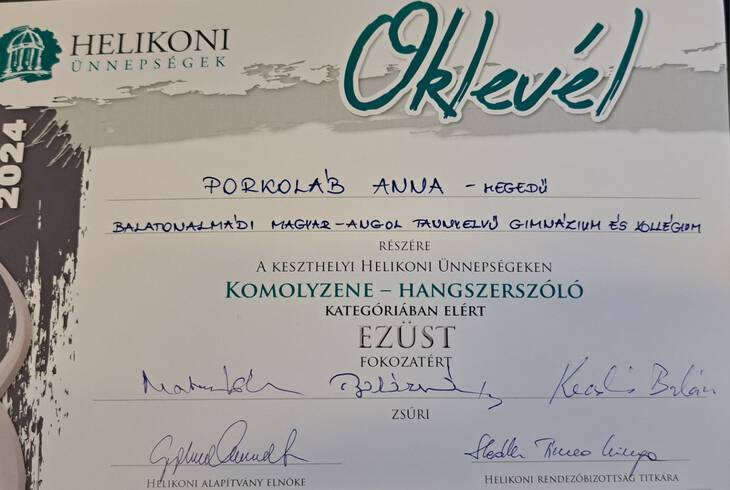 HELIKONI
ÜNNEPSÉGEK
Oklevél
2024
PORKOLÁB ANNA - HEGEDŰ
BALATONALMÁDI MAGYAR-ANGOL TANNYELVŰ GIMNÁZIUM ÉS KOLLÉGIUM
RÉSZÉRE
A KESZTHELYI HELIKONI ÜNNEPSÉGEKEN
KOMOLYZENE – HANGSZERSZÓLÓ
KATEGÓRIÁBAN ELÉRT
EZÜST
FOKOZATÉRT
ZSŰRI
HELIKONI ALAPÍTVÁNY ELNÖKE
HELIKONI RENDEZŐBIZOTTSÁG TITKÁRA